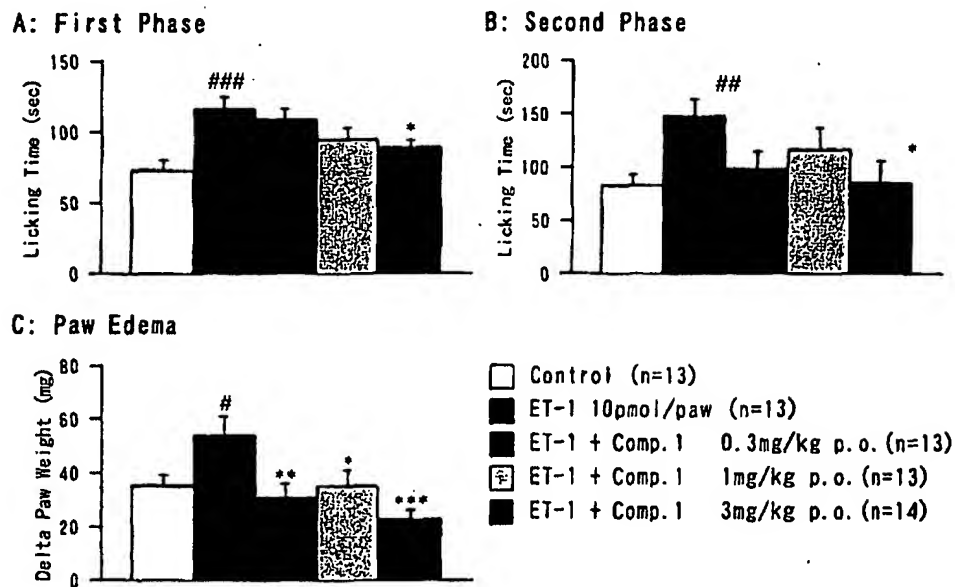 A: First Phase
Licking Time (sec)
150
100
50
0
###
*
B: Second Phase
Licking Time (sec)
200
150
100
50
0
##
*
C: Paw Edema
Delta Paw Weight (mg)
80
60
40
20
0
#
**
*
***
Control (n=13)
ET-1 10pmol/paw (n=13)
ET-1 + Comp.1 0.3mg/kg p.o.(n=13)
ET-1 + Comp.1 1mg/kg p.o.(n=13)
ET-1 + Comp.1 3mg/kg p.o.(n=14)